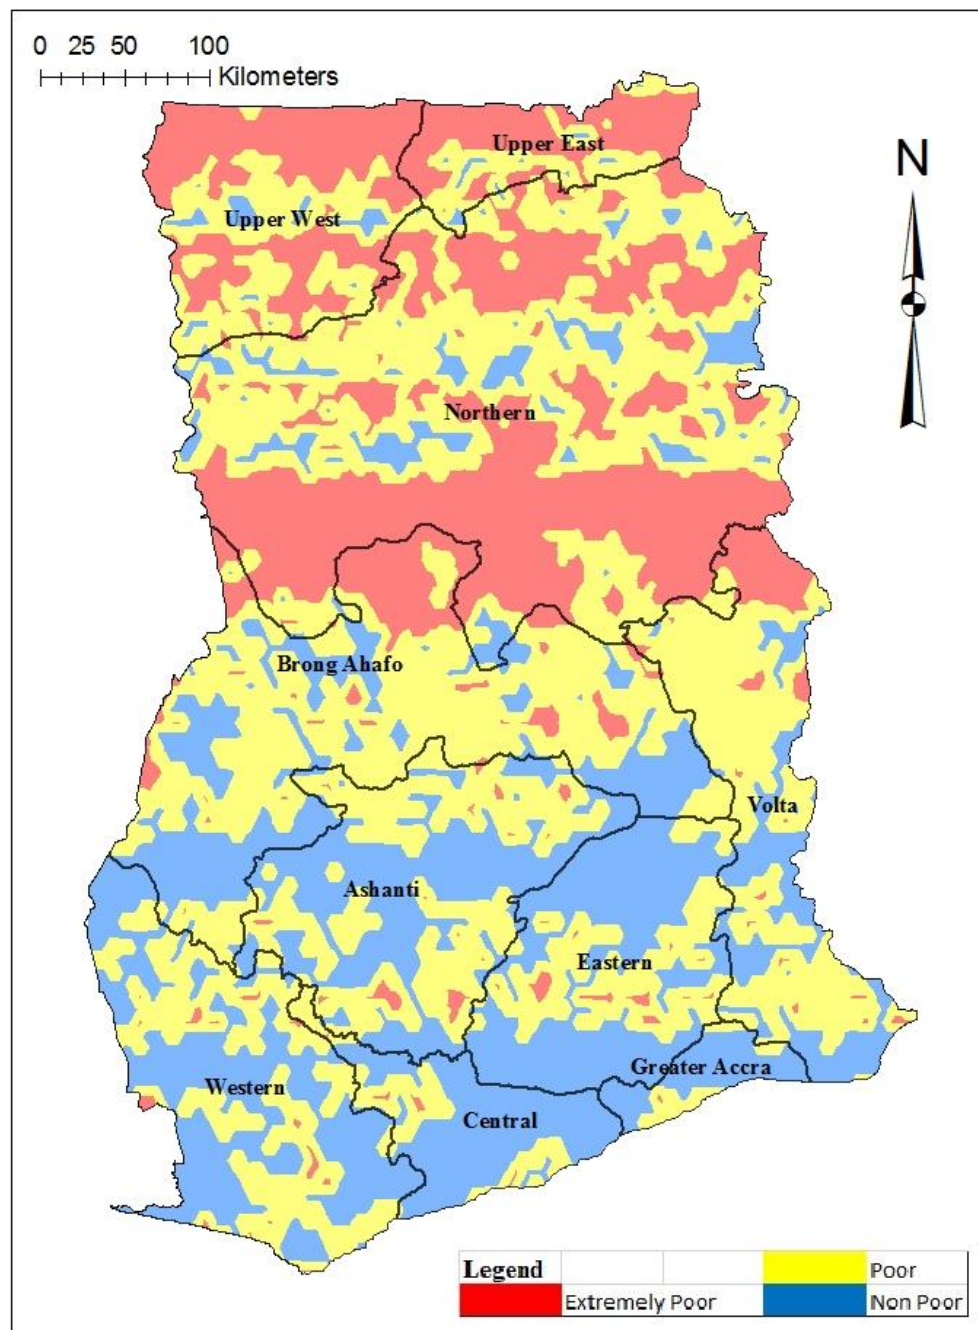 0 25 50 100
Kilometers
N
Upper East
Upper West
Northern
Brong Ahafo
Volta
Ashanti
Eastern
Greater Accra
Western
Central
Legend Poor
Extremely Poor Non Poor